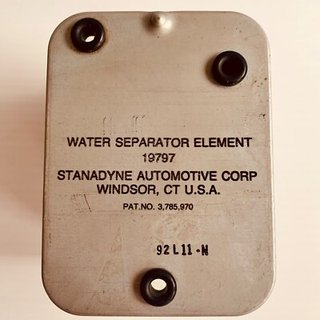 WATER SEPARATOR ELEMENT
19797
STANADYNE AUTOMOTIVE CORP
WINDSOR, CT U.S.A.
PAT. NO. 3,785,970
92L11-N